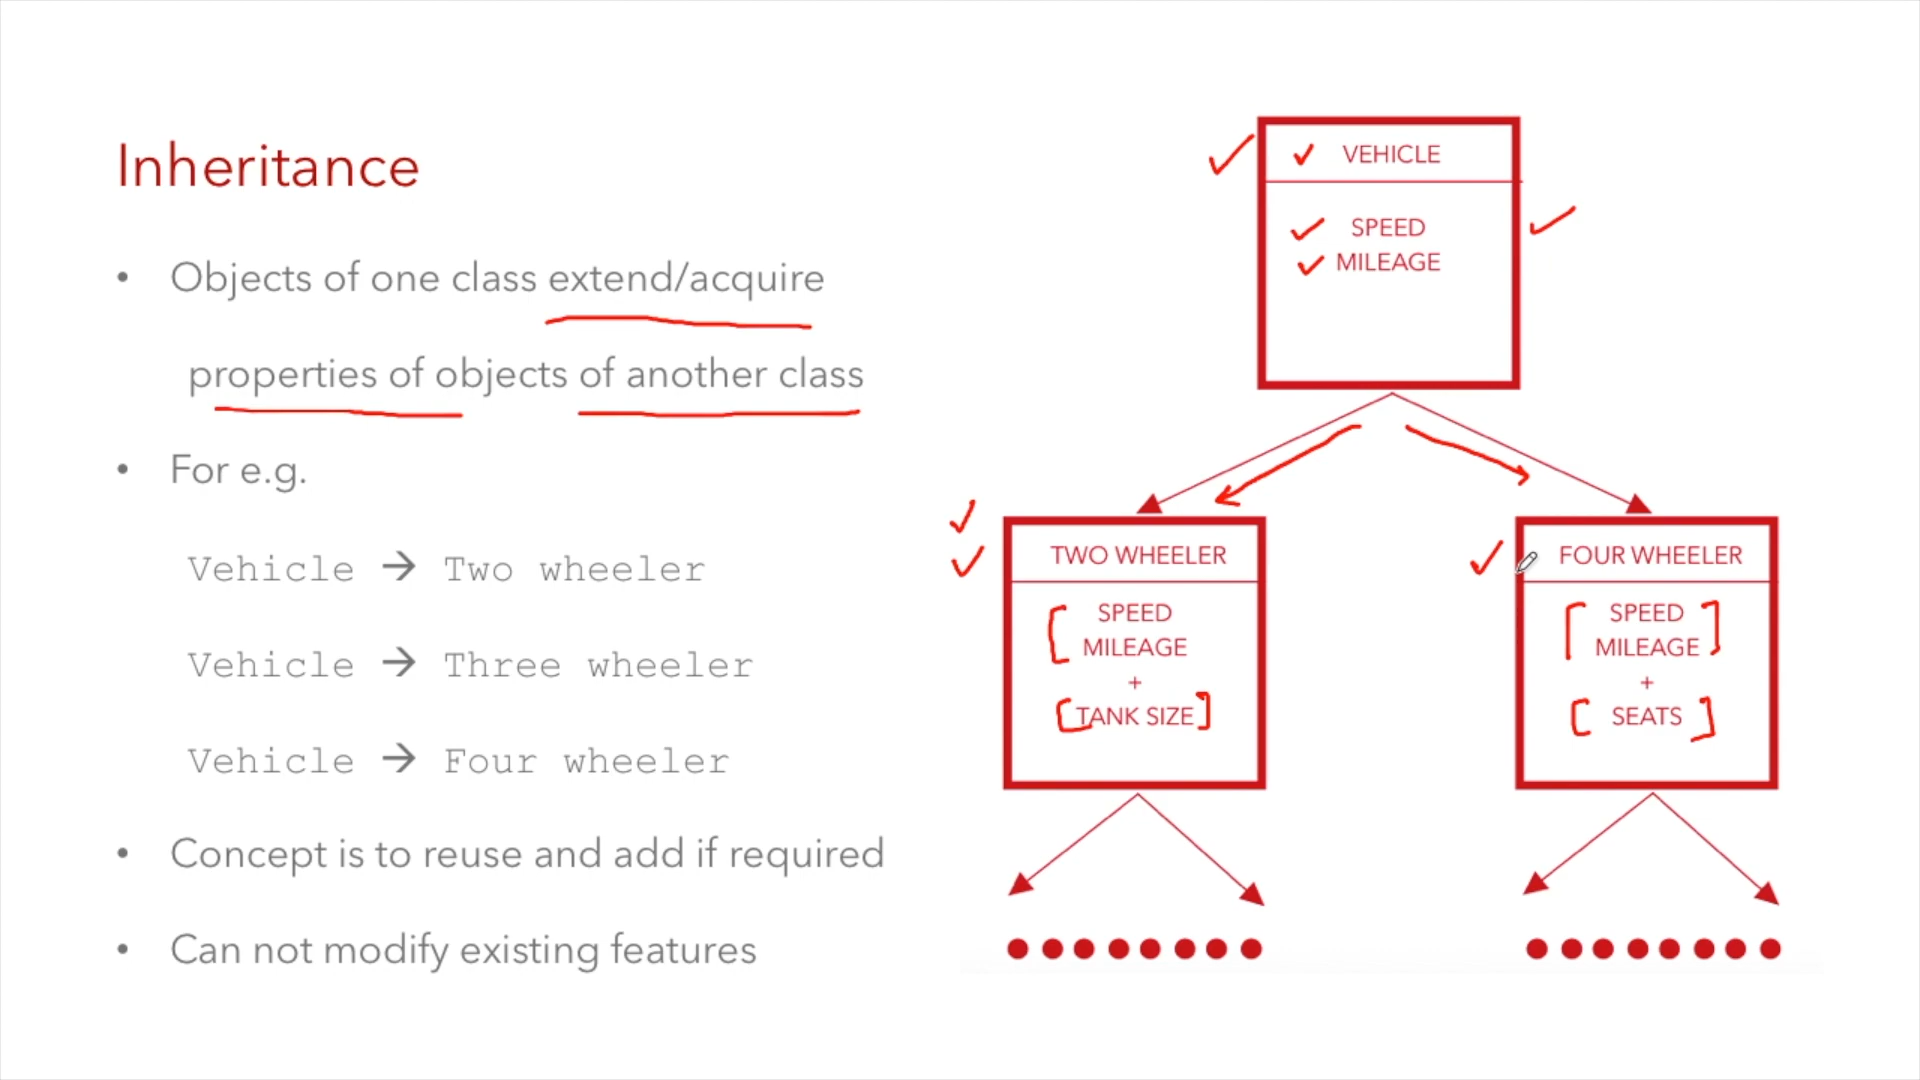 Inheritance
• Objects of one class extend/acquire
properties of objects of another class
• For e.g.
Vehicle → Two wheeler
Vehicle → Three wheeler
Vehicle → Four wheeler
• Concept is to reuse and add if required
• Can not modify existing features
VEHICLE
SPEED
MILEAGE
TWO WHEELER
SPEED
MILEAGE
+
TANK SIZE
FOUR WHEELER
SPEED
MILEAGE
+
SEATS